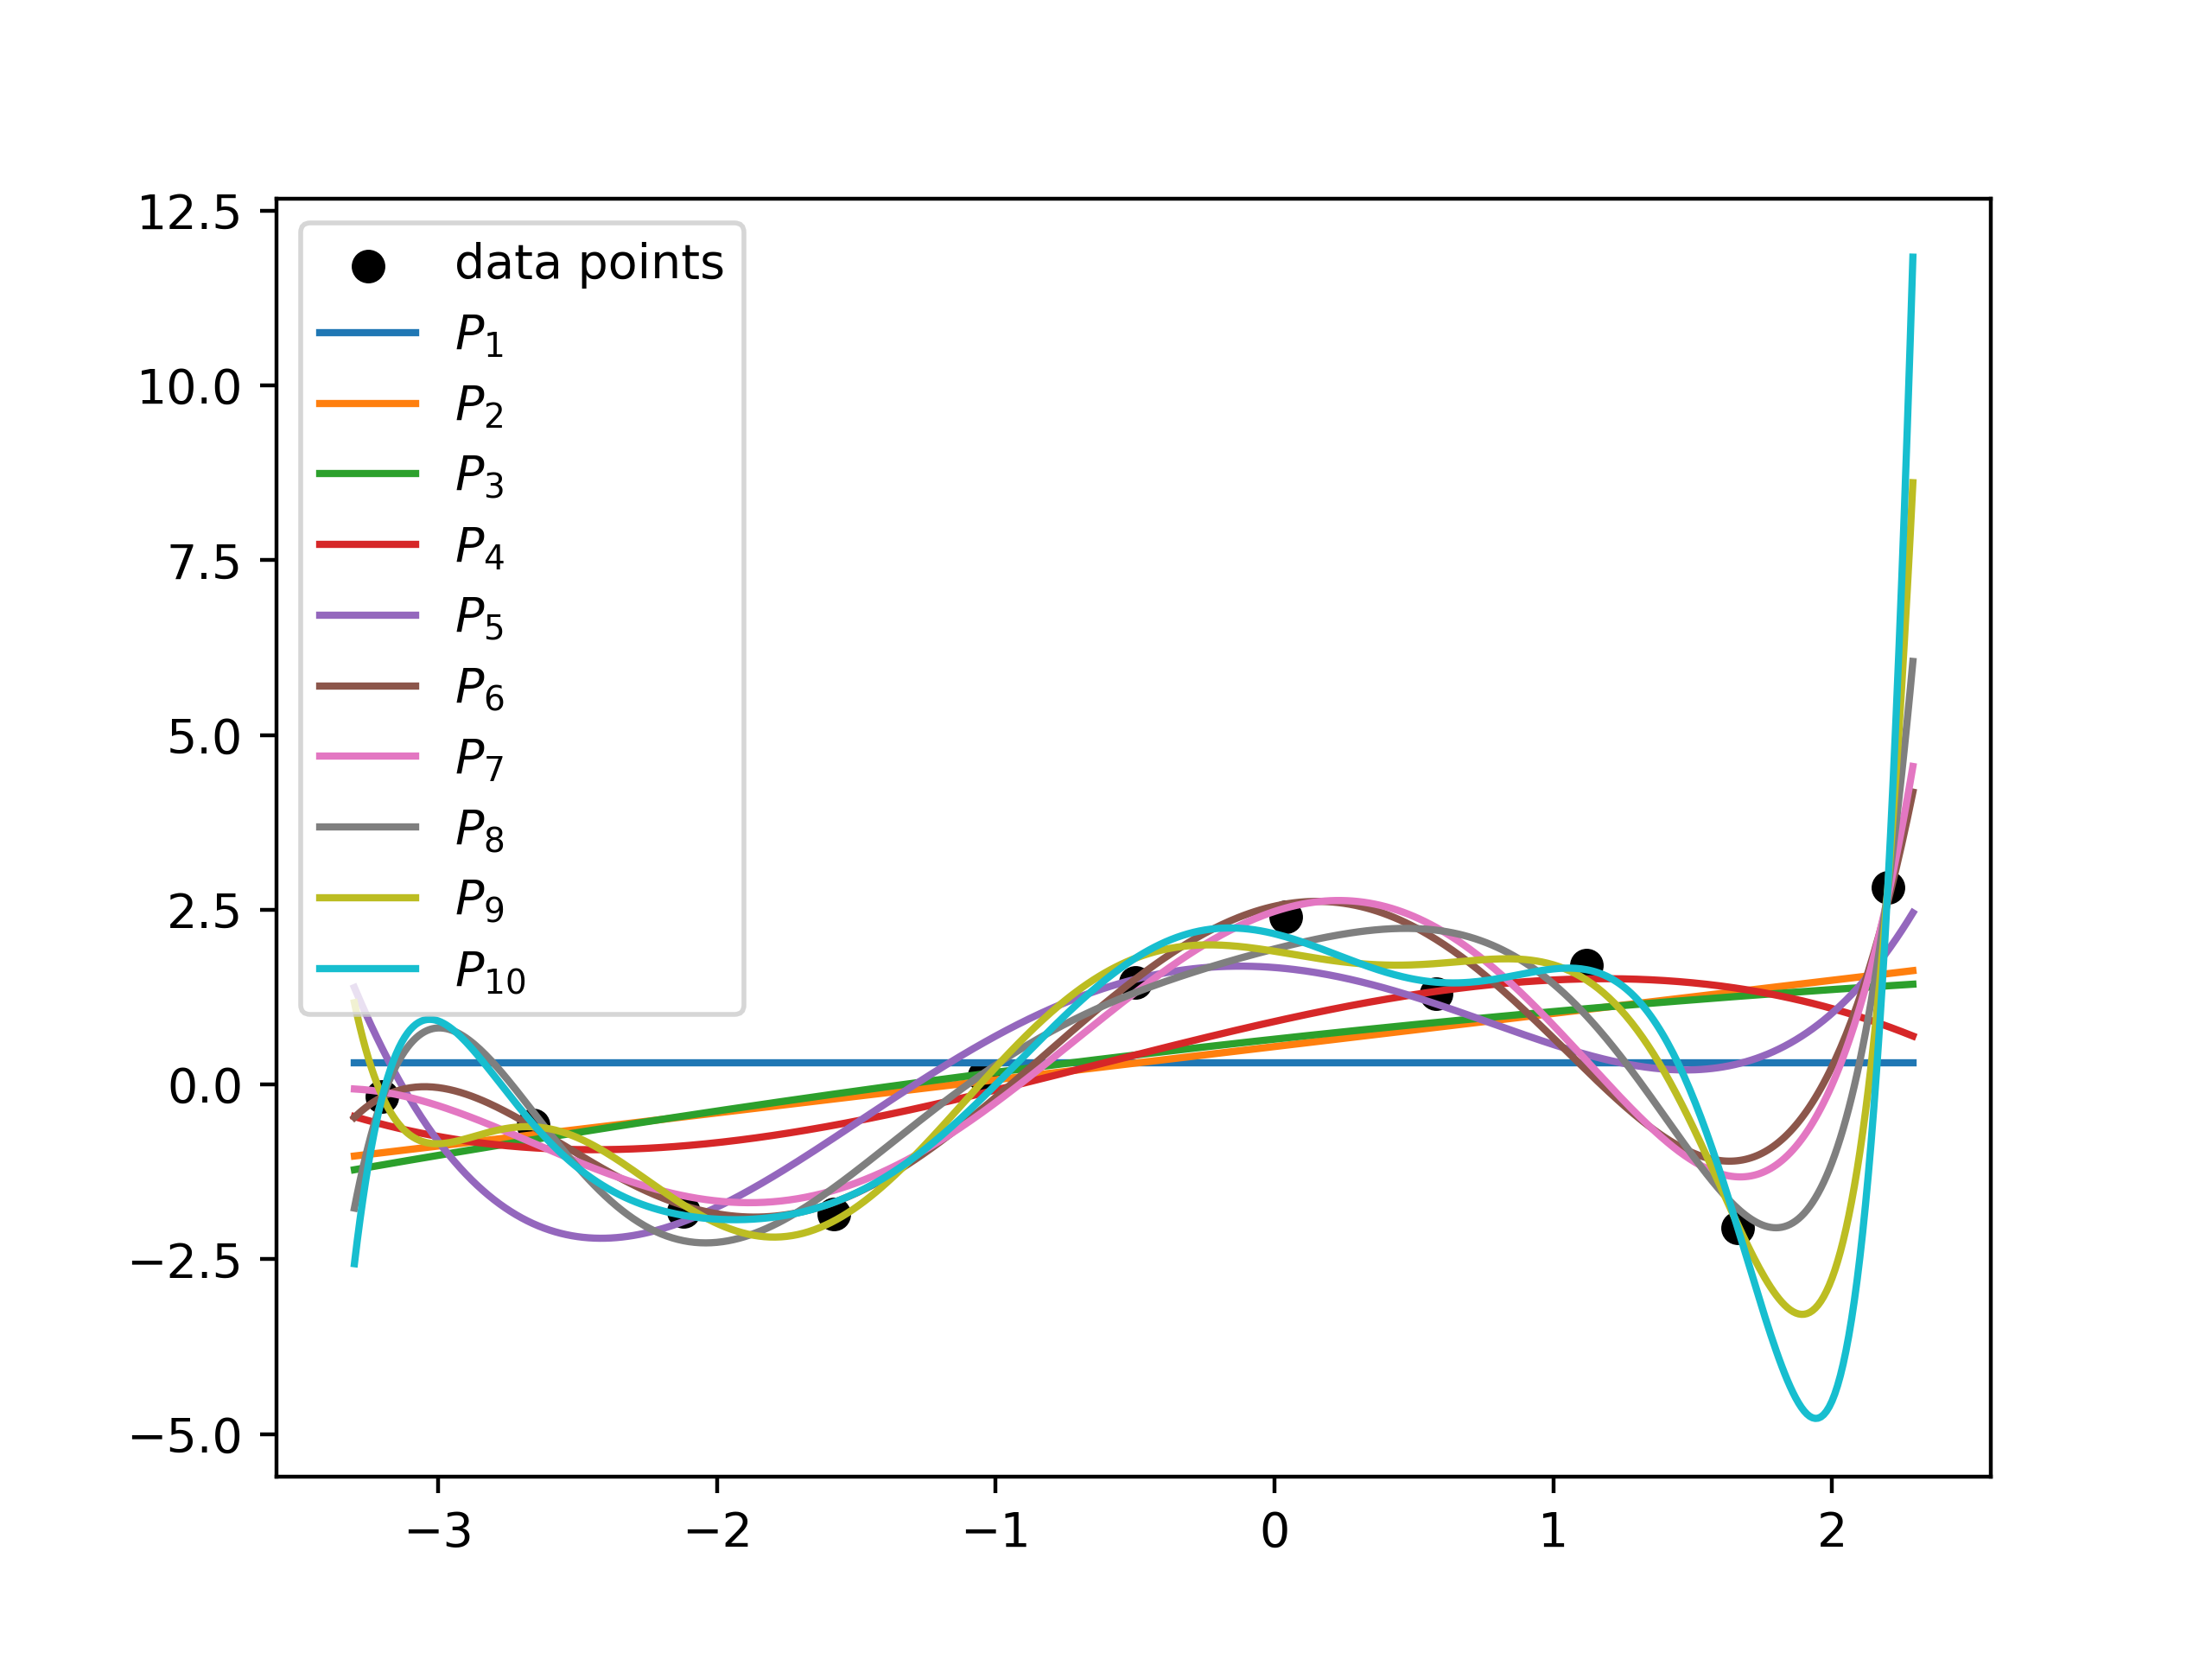 12.5
10.0
7.5
5.0
2.5
0.0
−2.5
−5.0
data points
P₁
P₂
P₃
P₄
P₅
P₆
P₇
P₈
P₉
P₁₀
−3 −2 −1 0 1 2